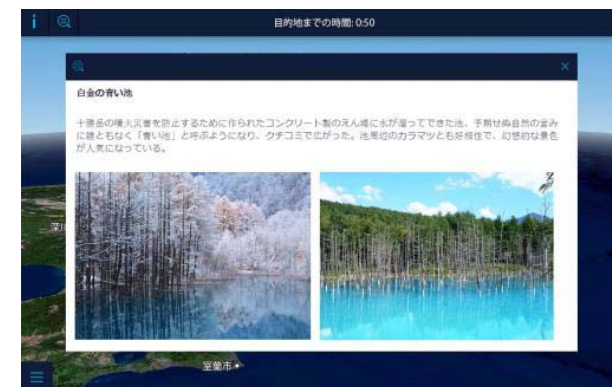 目的地までの時間: 0:50
白金の青い池
十勝岳の噴火災害を防止するために作られたコンクリート製のえん堤に水が溜ってできた池。予期せぬ自然の営み
に誰ともなく「青い池」と呼ぶようになり、クチコミで広がった。池周辺のカラマツとも好相性で、幻想的な景色
が人気になっている。
深川
室蘭市